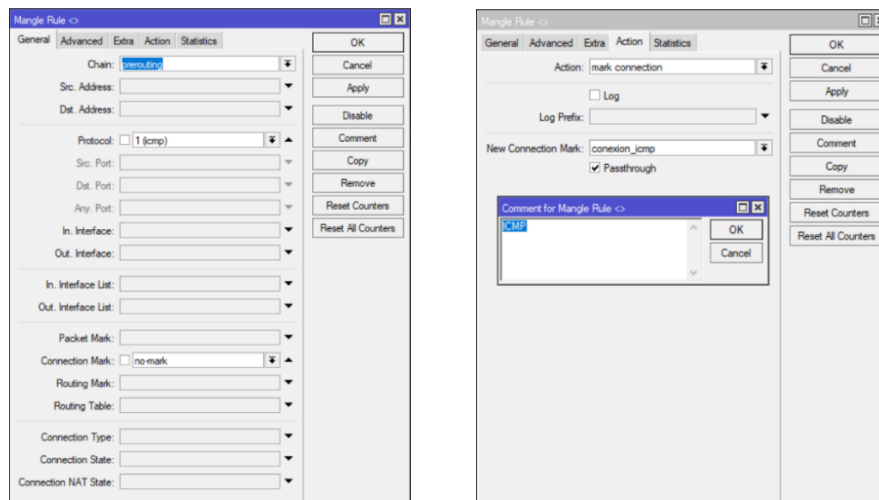 Mangle Rule <>
General Advanced Extra Action Statistics
Chain: prerouting
Src. Address:
Dst. Address:
Protocol: 1 (icmp)
Src. Port:
Dst. Port:
Any. Port:
In. Interface:
Out. Interface:
In. Interface List:
Out. Interface List:
Packet Mark:
Connection Mark: no-mark
Routing Mark:
Routing Table:
Connection Type:
Connection State:
Connection NAT State:
OK
Cancel
Apply
Disable
Comment
Copy
Remove
Reset Counters
Reset All Counters
Mangle Rule <>
General Advanced Extra Action Statistics
Action: mark connection
Log
Log Prefix:
New Connection Mark: conexion_icmp
Passthrough
Comment for Mangle Rule <>
ICMP
OK
Cancel
OK
Cancel
Apply
Disable
Comment
Copy
Remove
Reset Counters
Reset All Counters